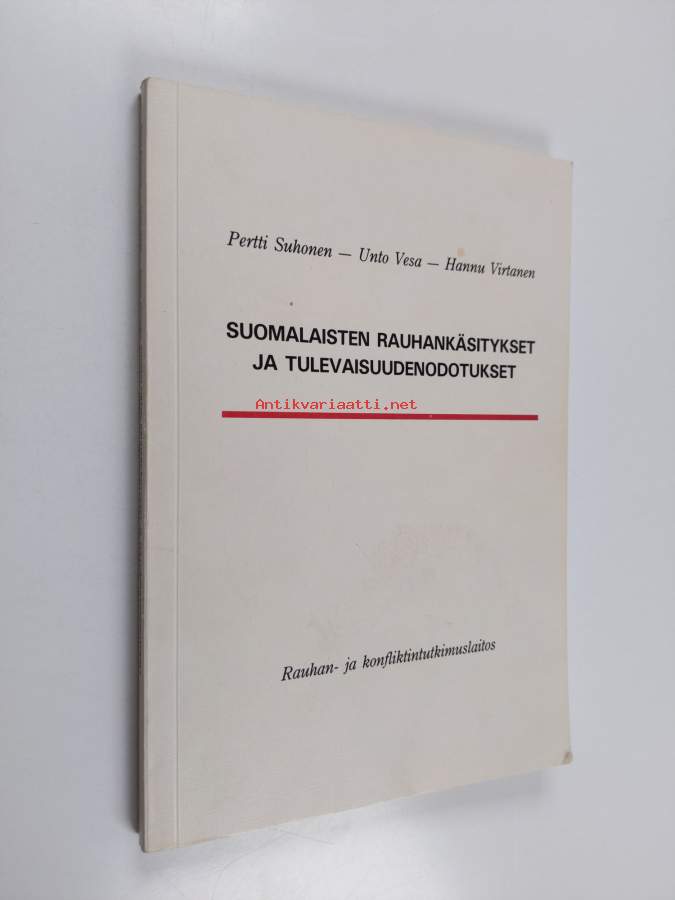 Pertti Suhonen — Unto Vesa — Hannu Virtanen
SUOMALAISTEN RAUHANKÄSITYKSET
JA TULEVAISUUDENODOTUKSET
Antikvariaatti.net
Rauhan- ja konfliktintutkimuslaitos